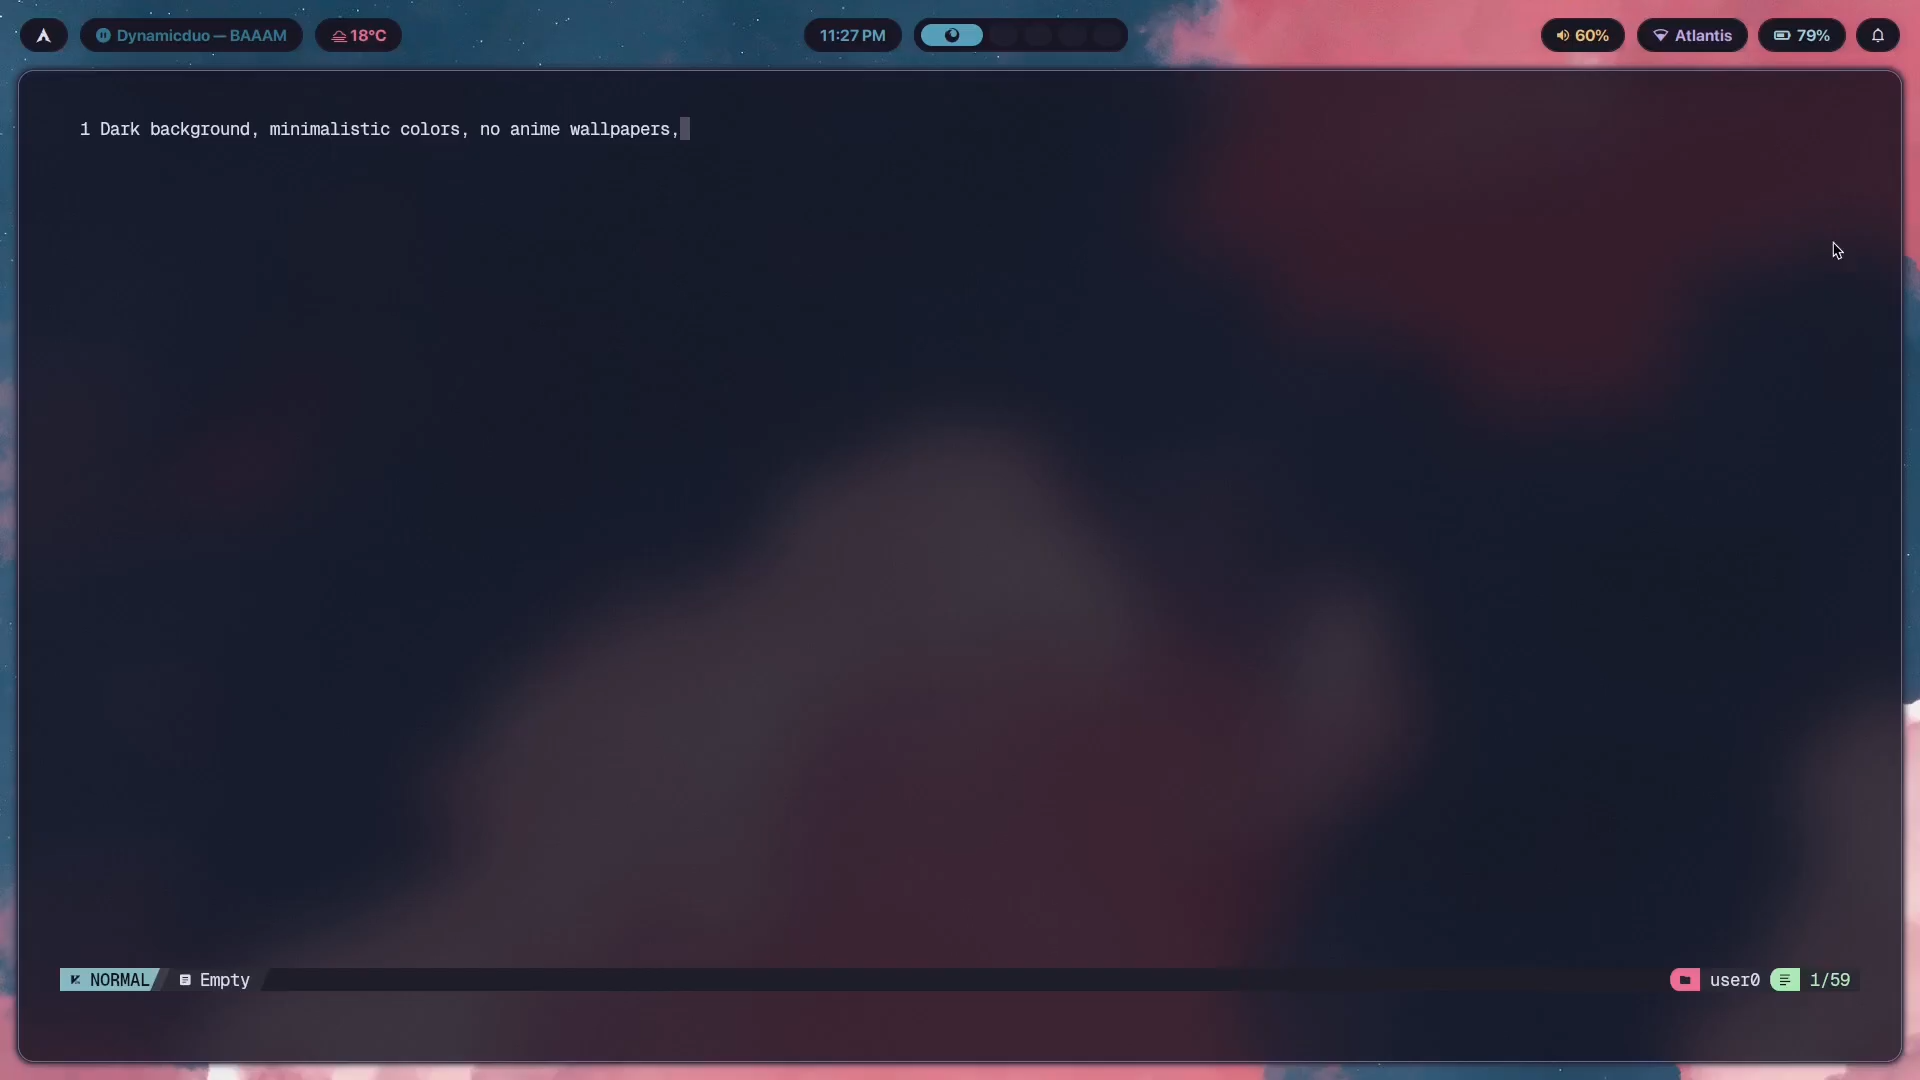 Dynamicduo — BAAAM 18°C 11:27 PM 60% Atlantis 79%
1 Dark background, minimalistic colors, no anime wallpapers,
NORMAL Empty user0 1/59